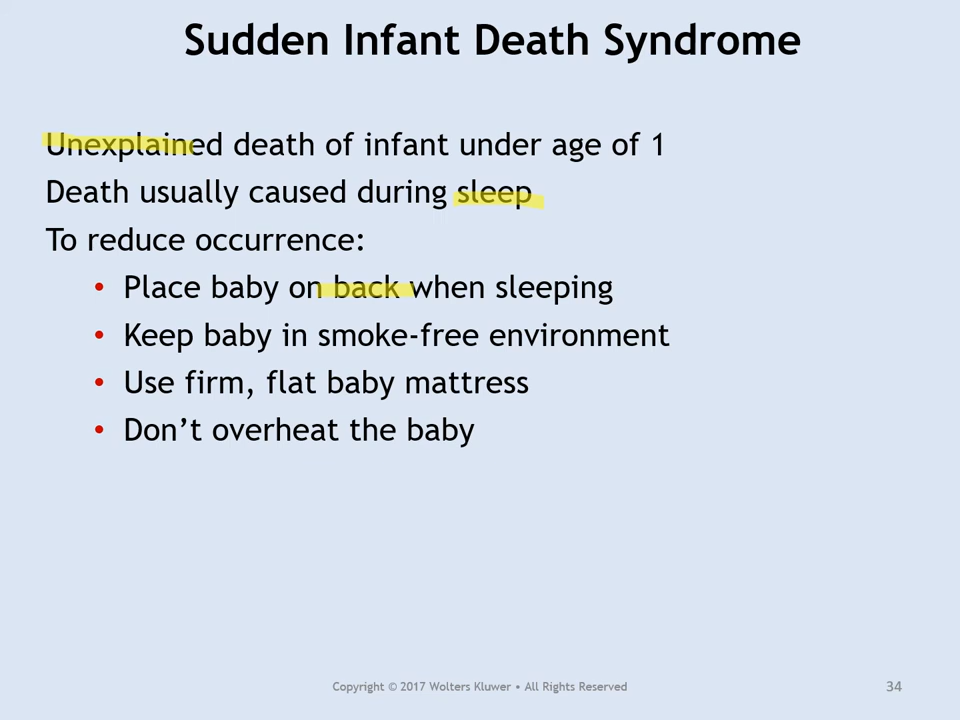 Sudden Infant Death Syndrome
Unexplained death of infant under age of 1
Death usually caused during sleep
To reduce occurrence:
• Place baby on back when sleeping
• Keep baby in smoke-free environment
• Use firm, flat baby mattress
• Don’t overheat the baby
Copyright © 2017 Wolters Kluwer • All Rights Reserved
34